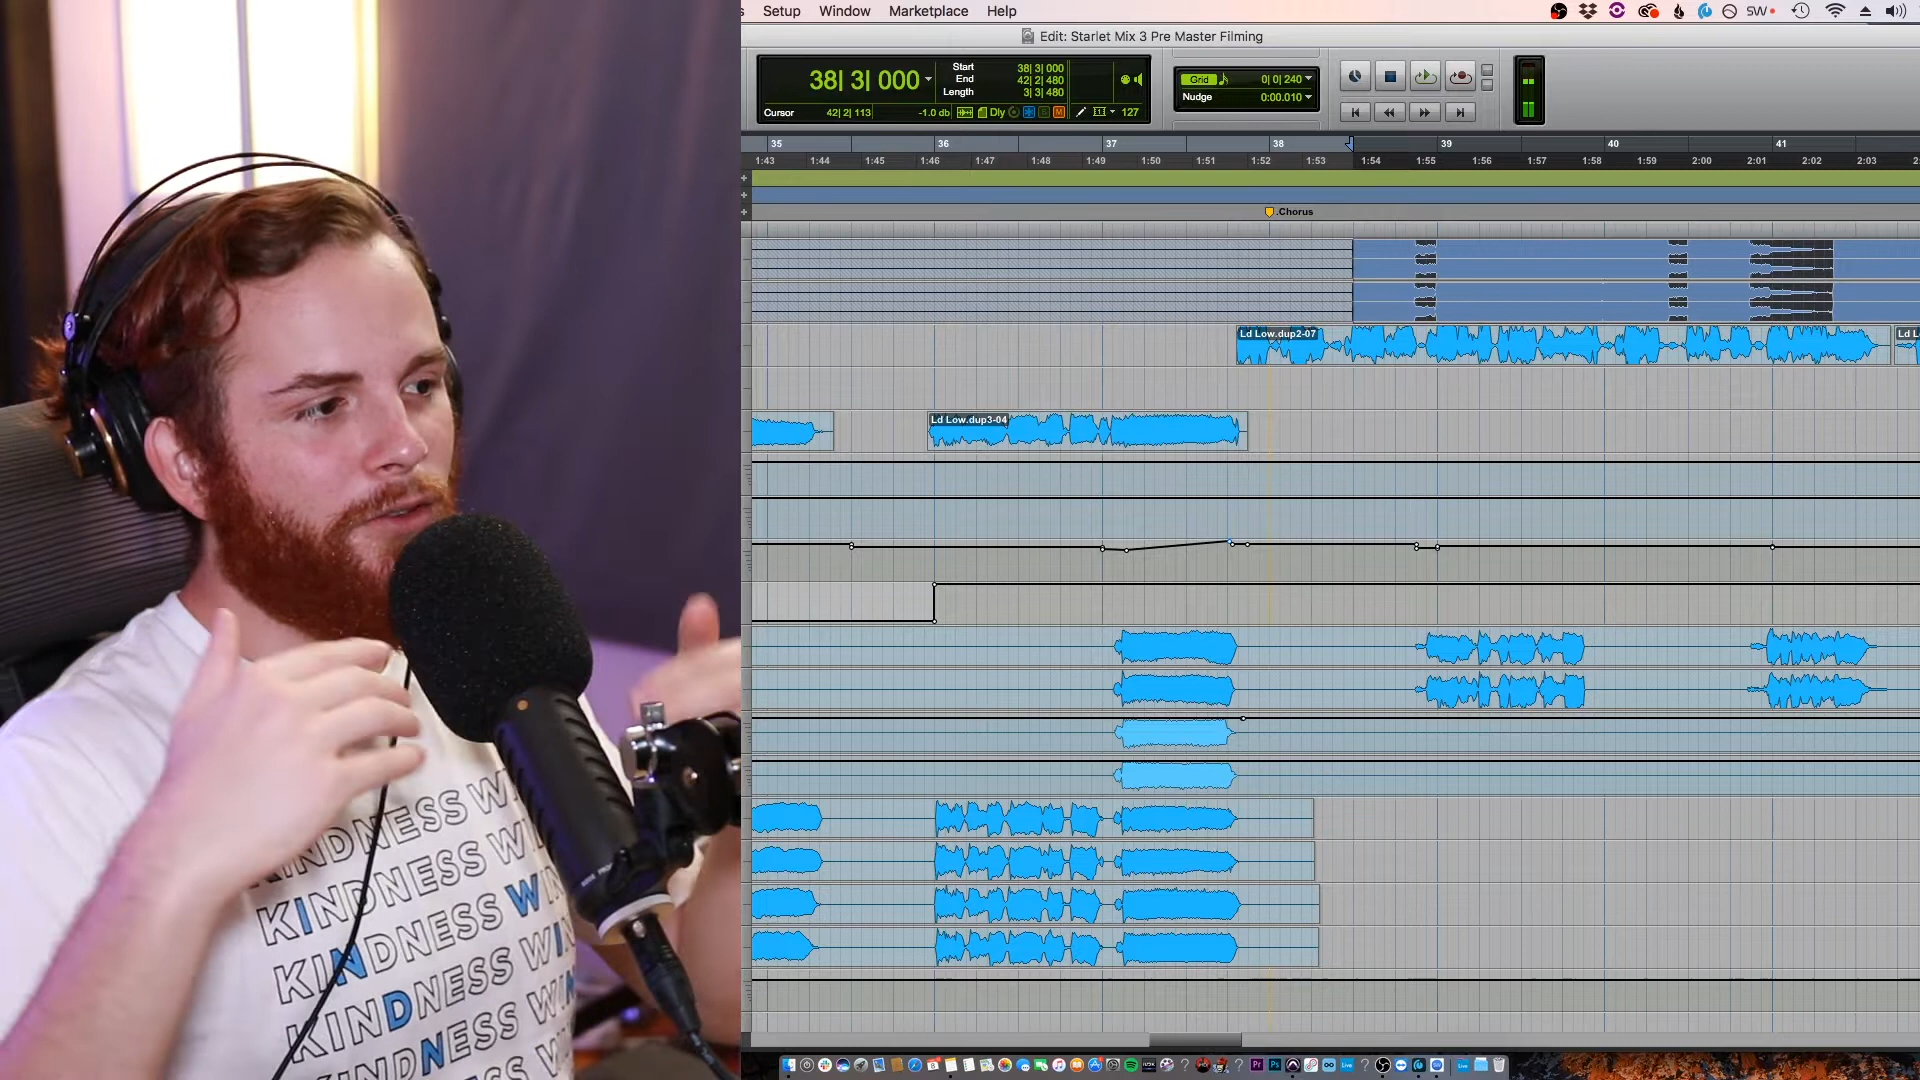 Setup Window Marketplace Help
SW
Edit: Starlet Mix 3 Pre Master Filming
38| 3| 000
Start 38| 3| 000
End 42| 2| 480
Length 3| 3| 480
Cursor 42| 2| 113 -1.0 db Dly 127
Grid 0| 0| 240
Nudge 0:00.010
35 36 37 38 39 40 41
1:43 1:44 1:45 1:46 1:47 1:48 1:49 1:50 1:51 1:52 1:53 1:54 1:55 1:56 1:57 1:58 1:59 2:00 2:01 2:02 2:03
.Chorus
Ld Low.dup2-07
Ld Low.dup3-04
KINDNESS
KINDNESS
KINDNESS
KINDNESS